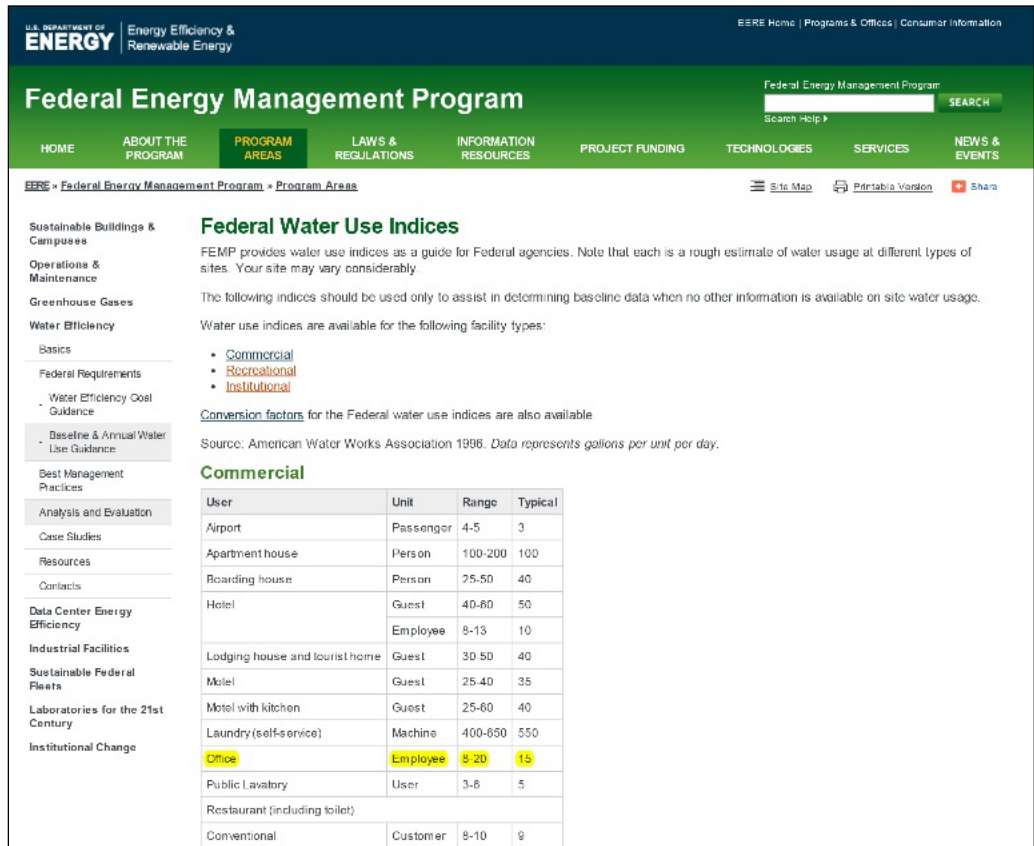 U.S. DEPARTMENT OF
ENERGY
Energy Efficiency &
Renewable Energy
EERE Home | Programs & Offices | Consumer Information
Federal Energy Management Program
Federal Energy Management Program
SEARCH
Search Help
HOME
ABOUT THE PROGRAM
PROGRAM AREAS
LAWS & REGULATIONS
INFORMATION RESOURCES
PROJECT FUNDING
TECHNOLOGIES
SERVICES
NEWS & EVENTS
EERE » Federal Energy Management Program » Program Areas
Site Map
Printable Version
Share
Sustainable Buildings &
Campuses
Operations &
Maintenance
Greenhouse Gases
Water Efficiency
Basics
Federal Requirements
Water Efficiency Goal
Guidance
Baseline & Annual Water
Use Guidance
Best Management
Practices
Analysis and Evaluation
Case Studies
Resources
Contacts
Data Center Energy
Efficiency
Industrial Facilities
Sustainable Federal
Fleets
Laboratories for the 21st
Century
Institutional Change
Federal Water Use Indices
FEMP provides water use indices as a guide for Federal agencies. Note that each is a rough estimate of water usage at different types of
sites. Your site may vary considerably.
The following indices should be used only to assist in determining baseline data when no other information is available on site water usage.
Water use indices are available for the following facility types:
• Commercial
• Recreational
• Institutional
Conversion factors for the Federal water use indices are also available
Source: American Water Works Association 1996. Data represents gallons per unit per day.
Commercial
User Unit Range Typical
Airport Passenger 4-5 3
Apartment house Person 100-200 100
Boarding house Person 25-50 40
Hotel Guest 40-60 50
Employee 8-13 10
Lodging house and tourist home Guest 30-50 40
Motel Guest 25-40 35
Motel with kitchen Guest 25-60 40
Laundry (self-service) Machine 400-650 550
Office Employee 8-20 15
Public Lavatory User 3-6 5
Restaurant (including toilet)
Conventional Customer 8-10 9